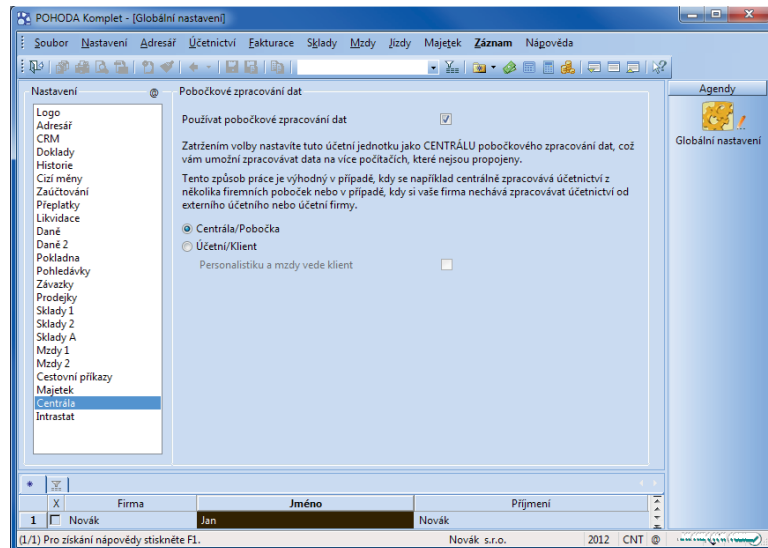 POHODA Komplet - [Globální nastavení]
Soubor Nastavení Adresář Účetnictví Fakturace Sklady Mzdy Jízdy Majetek Záznam Nápověda
Nastavení @
Logo
Adresář
CRM
Doklady
Historie
Cizí měny
Zaúčtování
Přeplatky
Likvidace
Daně
Daně 2
Pokladna
Pohledávky
Závazky
Prodejky
Sklady 1
Sklady 2
Sklady A
Mzdy 1
Mzdy 2
Cestovní příkazy
Majetek
Centrála
Intrastat
Pobočkové zpracování dat
Používat pobočkové zpracování dat
Zatržením volby nastavíte tuto účetní jednotku jako CENTRÁLU pobočkového zpracování dat, což
vám umožní zpracovávat data na více počítačích, které nejsou propojeny.
Tento způsob práce je výhodný v případě, kdy se například centrálně zpracovává účetnictví z
několika firemních poboček nebo v případě, kdy si vaše firma nechává zpracovávat účetnictví od
externího účetního nebo účetní firmy.
Centrála/Pobočka
Účetní/Klient
Personalistiku a mzdy vede klient
Agendy
Globální nastavení
* 
X Firma Jméno Příjmení
1 Novák Jan Novák
(1/1) Pro získání nápovědy stiskněte F1. Novák s.r.o. 2012 CNT @